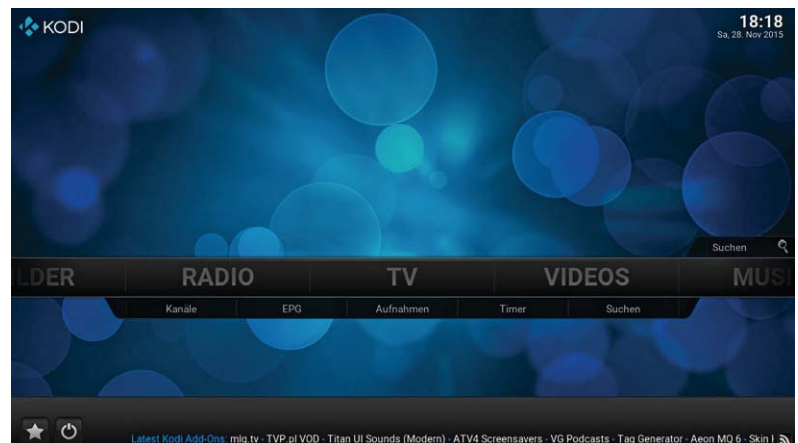 KODI
18:18
Sa, 28. Nov 2015
Suchen
LDER RADIO TV VIDEOS MUSI
Kanäle EPG Aufnahmen Timer Suchen
Latest Kodi Add-Ons: mlg.tv - TVP.pl VOD - Titan UI Sounds (Modern) - ATV4 Screensavers - VG Podcasts - Tag Generator - Aeon MQ 6 - Skin